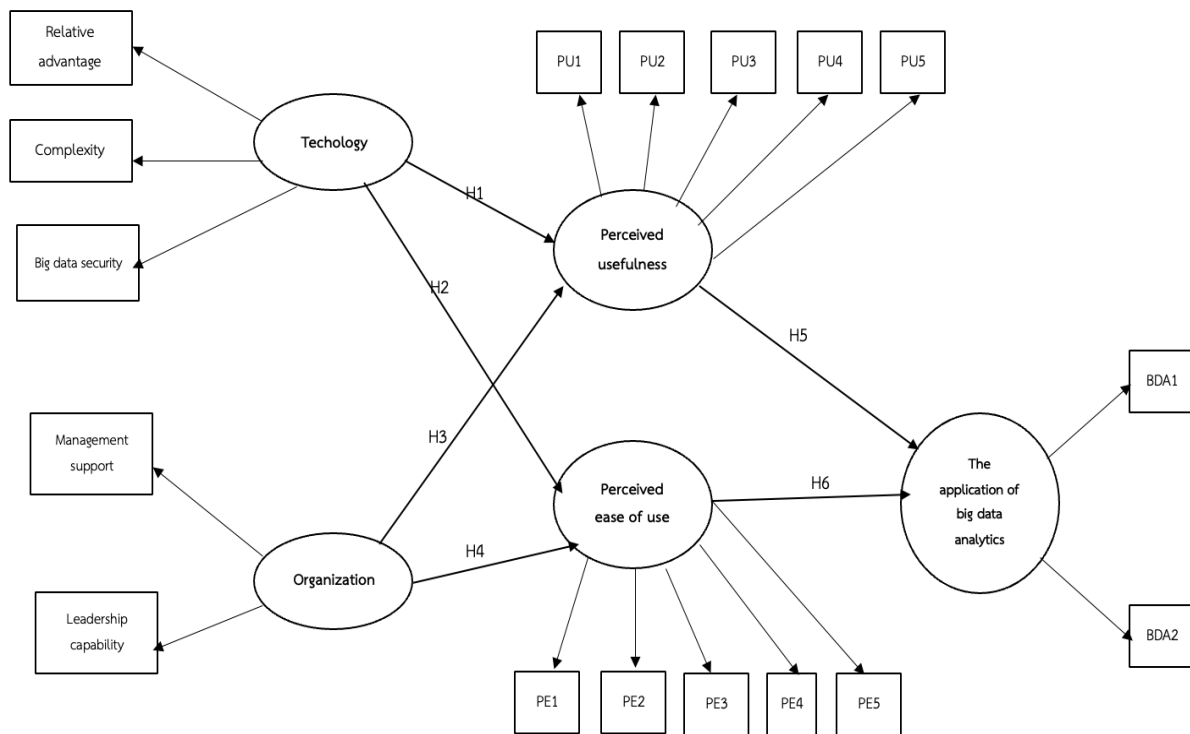 Relative
advantage
PU1
PU2
PU3
PU4
PU5
Techology
Complexity
H1
Big data security
Perceived
usefulness
H2
H5
BDA1
Management
support
H3
The
application of
big data
analytics
Perceived
ease of use
H6
H4
Organization
Leadership
capability
BDA2
PE1
PE2
PE3
PE4
PE5